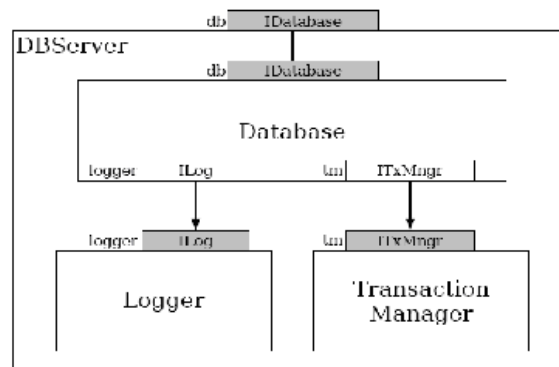 db IDatabase
DBServer
db IDatabase
Database
logger ILog tm ITxMngr
logger ILog tm ITxMngr
Logger
Transaction
Manager